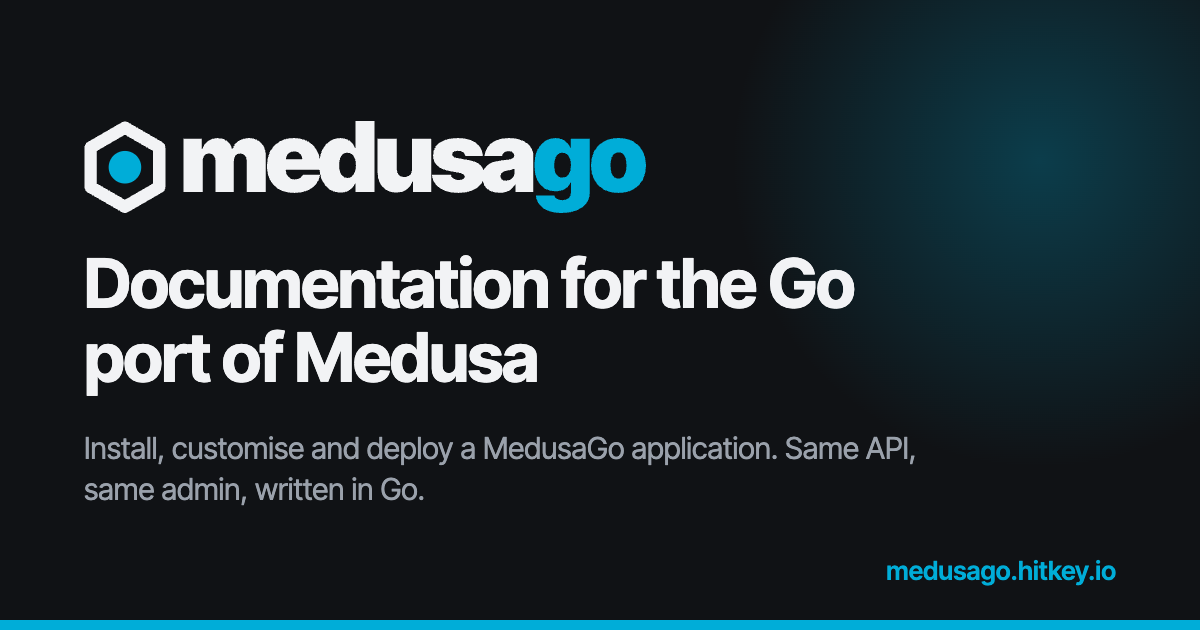 medusago
Documentation for the Go
port of Medusa
Install, customise and deploy a MedusaGo application. Same API,
same admin, written in Go.
medusago.hitkey.io